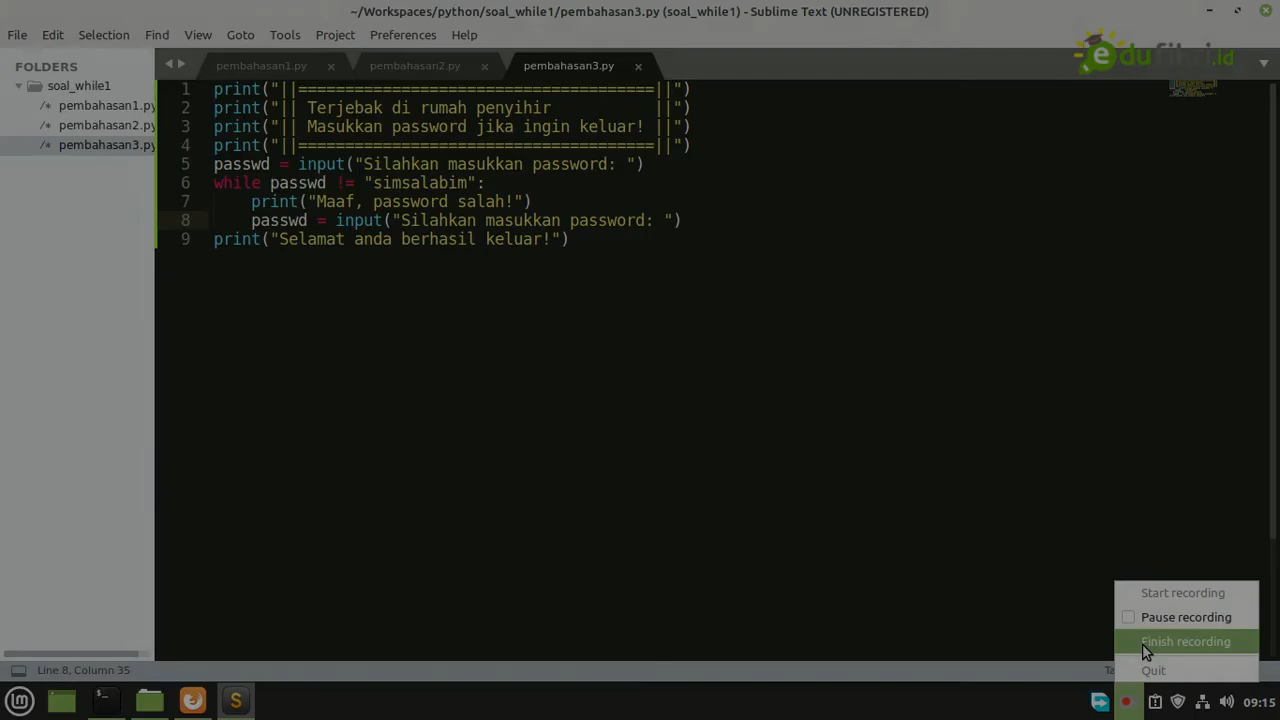 ~/Workspaces/python/soal_while1/pembahasan3.py (soal_while1) - Sublime Text (UNREGISTERED)
File Edit Selection Find View Goto Tools Project Preferences Help
edufikri.id
FOLDERS
soal_while1
/* pembahasan1.py
/* pembahasan2.py
/* pembahasan3.py
pembahasan1.py × pembahasan2.py × pembahasan3.py ×
1 print("||======================================||")
2 print("|| Terjebak di rumah penyihir           ||")
3 print("|| Masukkan password jika ingin keluar! ||")
4 print("||======================================||")
5 passwd = input("Silahkan masukkan password: ")
6 while passwd != "simsalabim":
7     print("Maaf, password salah!")
8     passwd = input("Silahkan masukkan password: ")
9 print("Selamat anda berhasil keluar!")
Start recording
Pause recording
Finish recording
Quit
Line 8, Column 35
09:15